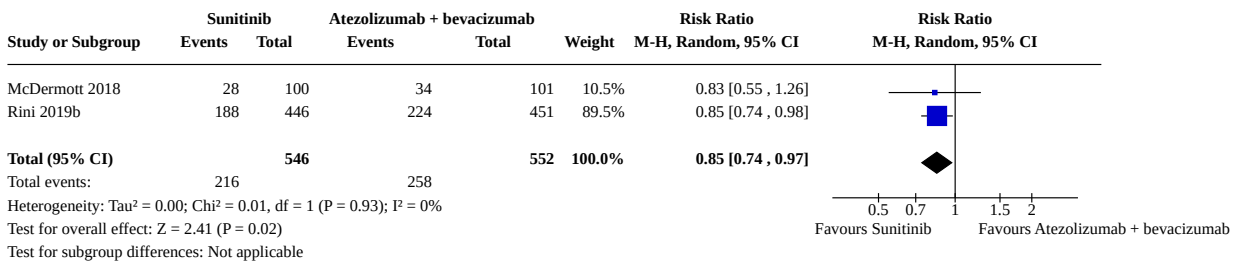 Sunitinib Atezolizumab + bevacizumab Risk Ratio Risk Ratio
Study or Subgroup Events Total Events Total Weight M-H, Random, 95% CI M-H, Random, 95% CI
McDermott 2018 28 100 34 101 10.5% 0.83 [0.55 , 1.26]
Rini 2019b 188 446 224 451 89.5% 0.85 [0.74 , 0.98]
Total (95% CI) 546 552 100.0% 0.85 [0.74 , 0.97]
Total events: 216 258
Heterogeneity: Tau² = 0.00; Chi² = 0.01, df = 1 (P = 0.93); I² = 0%
0.5 0.7 1 1.5 2
Test for overall effect: Z = 2.41 (P = 0.02) Favours Sunitinib Favours Atezolizumab + bevacizumab
Test for subgroup differences: Not applicable